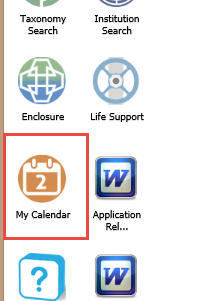 Taxonomy Search
Institution Search
Enclosure
Life Support
2
My Calendar
W
Application Rel...
?
W